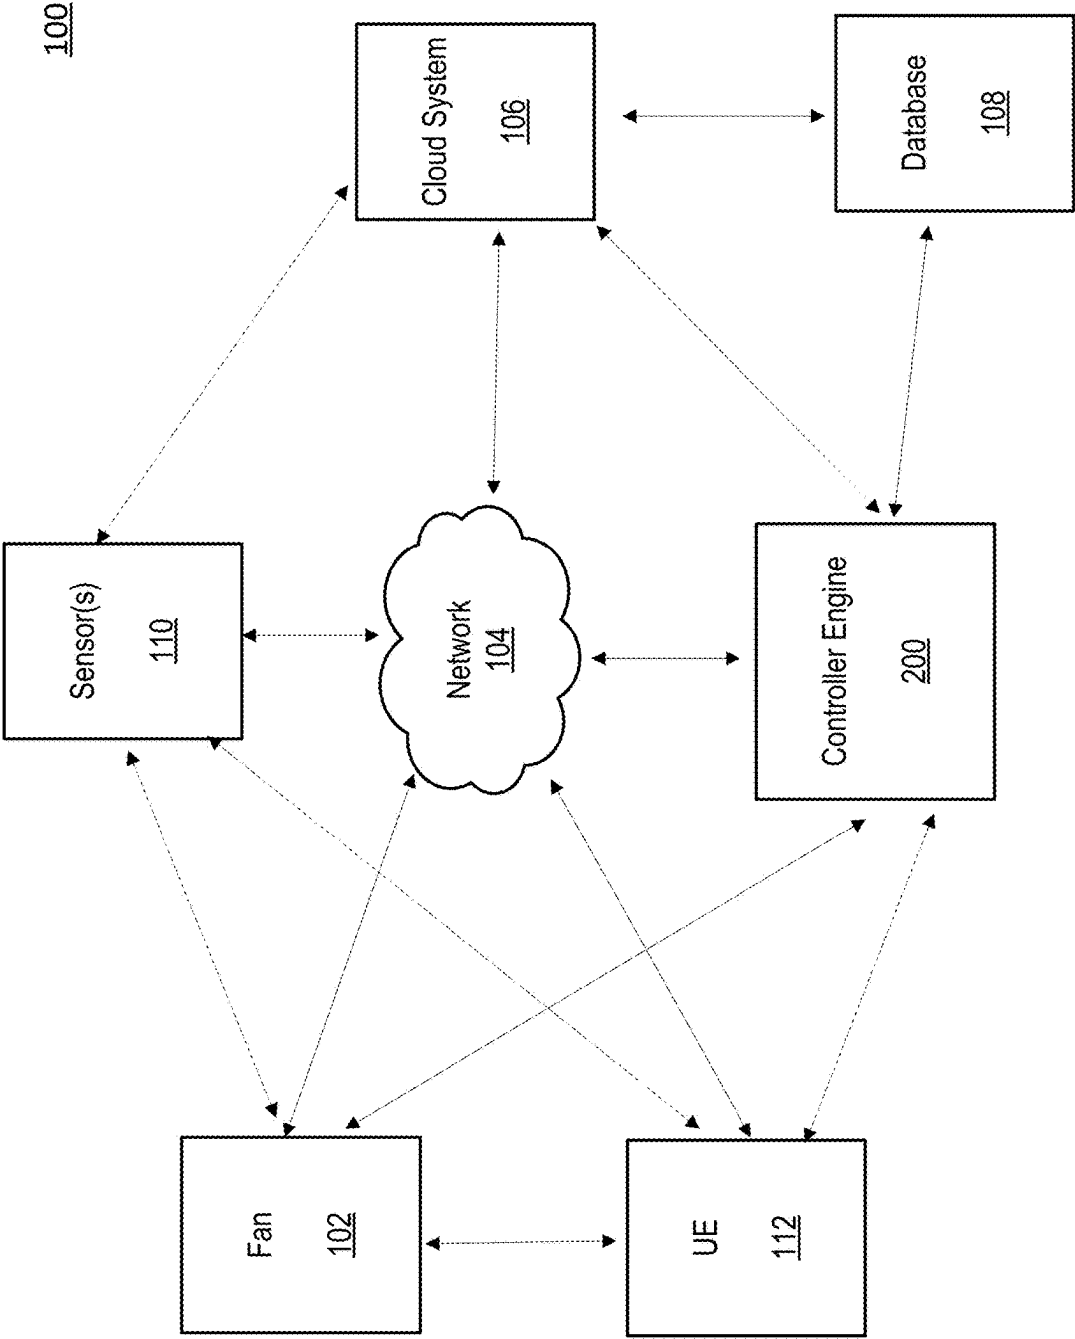 100
Sensor(s)
110
Fan
102
Network
104
Cloud System
106
UE
112
Controller Engine
200
Database
108